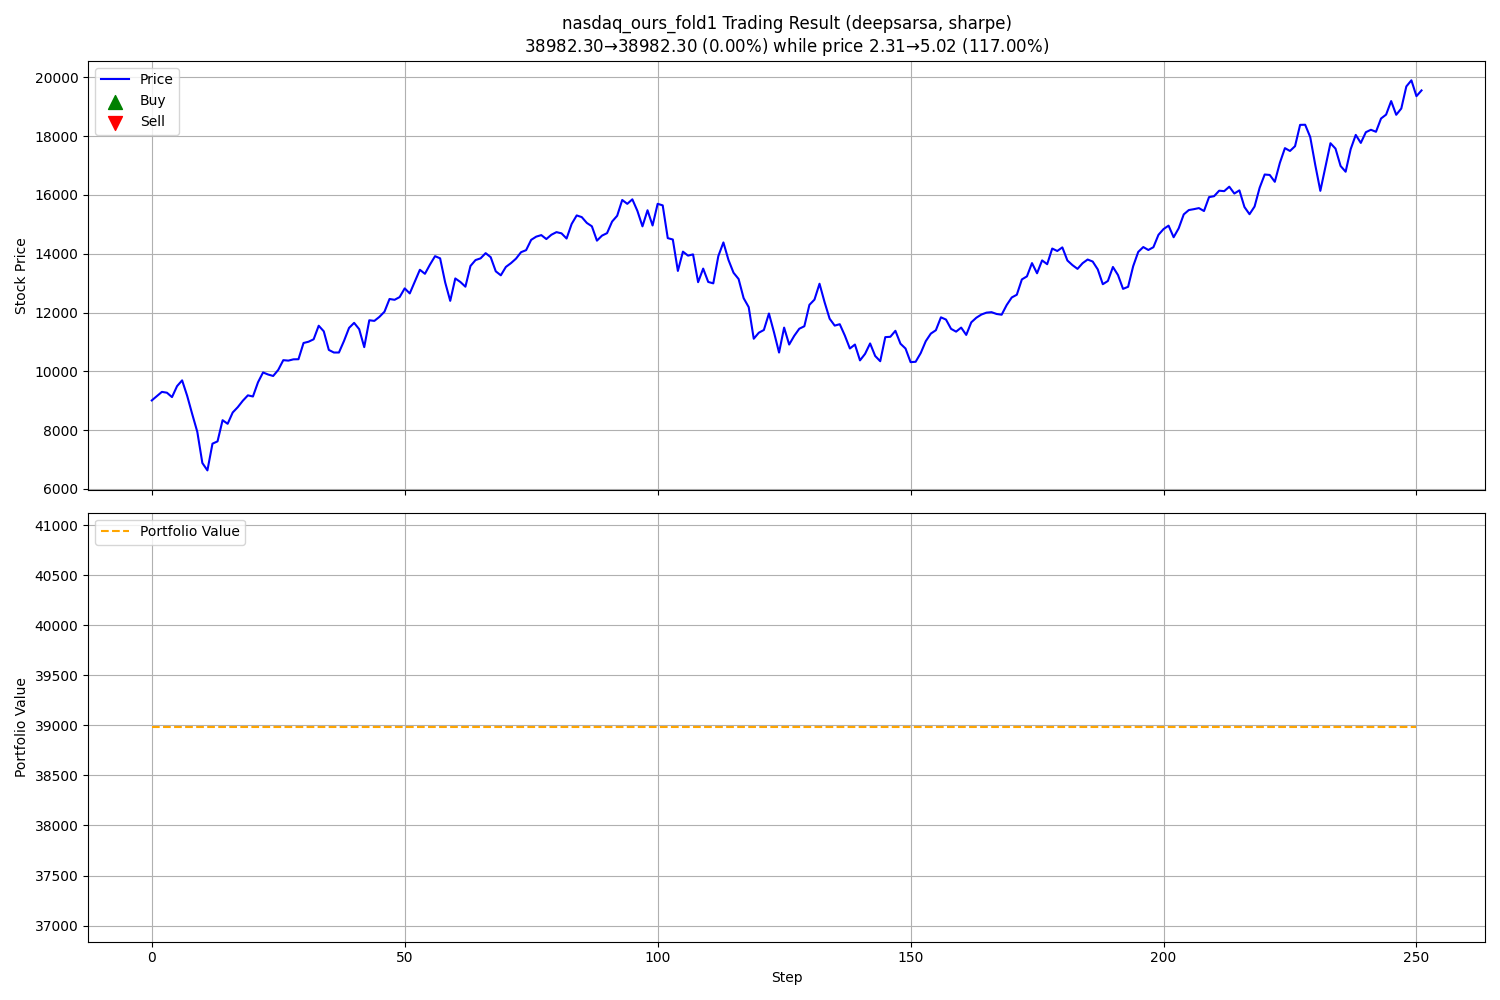 nasdaq_ours_fold1 Trading Result (deepsarsa, sharpe)
38982.30→38982.30 (0.00%) while price 2.31→5.02 (117.00%)
Price
Buy
Sell
20000
18000
16000
14000
12000
10000
8000
6000
Stock Price
Portfolio Value
41000
40500
40000
39500
39000
38500
38000
37500
37000
Portfolio Value
0 50 100 150 200 250
Step